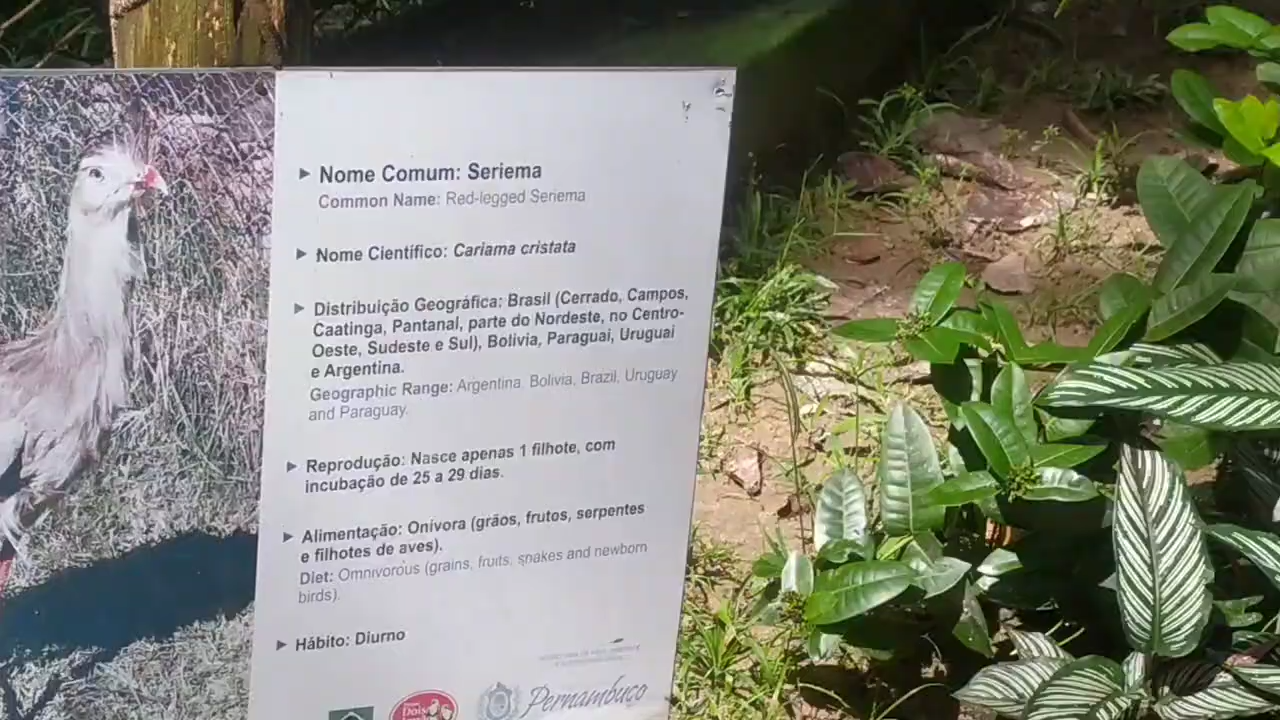 ▶ Nome Comum: Seriema
Common Name: Red-legged Seriema
▶ Nome Científico: Cariama cristata
▶ Distribuição Geográfica: Brasil (Cerrado, Campos,
Caatinga, Pantanal, parte do Nordeste, no Centro-
Oeste, Sudeste e Sul), Bolívia, Paraguai, Uruguai
e Argentina.
Geographic Range: Argentina, Bolivia, Brazil, Uruguay
and Paraguay.
▶ Reprodução: Nasce apenas 1 filhote, com
incubação de 25 a 29 dias.
▶ Alimentação: Onívora (grãos, frutos, serpentes
e filhotes de aves).
Diet: Omnivorous (grains, fruits, snakes and newborn
birds).
▶ Hábito: Diurno
Dois
Pernambuco